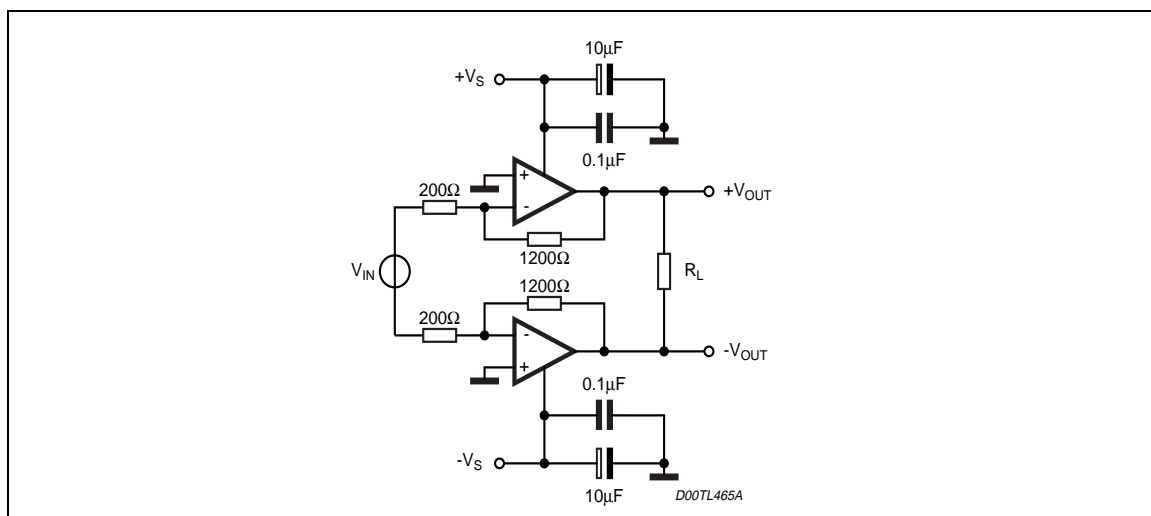 10μF
+VS
0.1μF
+
200Ω
-
+VOUT
1200Ω
VIN
RL
1200Ω
200Ω
-
+
-VOUT
0.1μF
-VS
10μF
D00TL465A